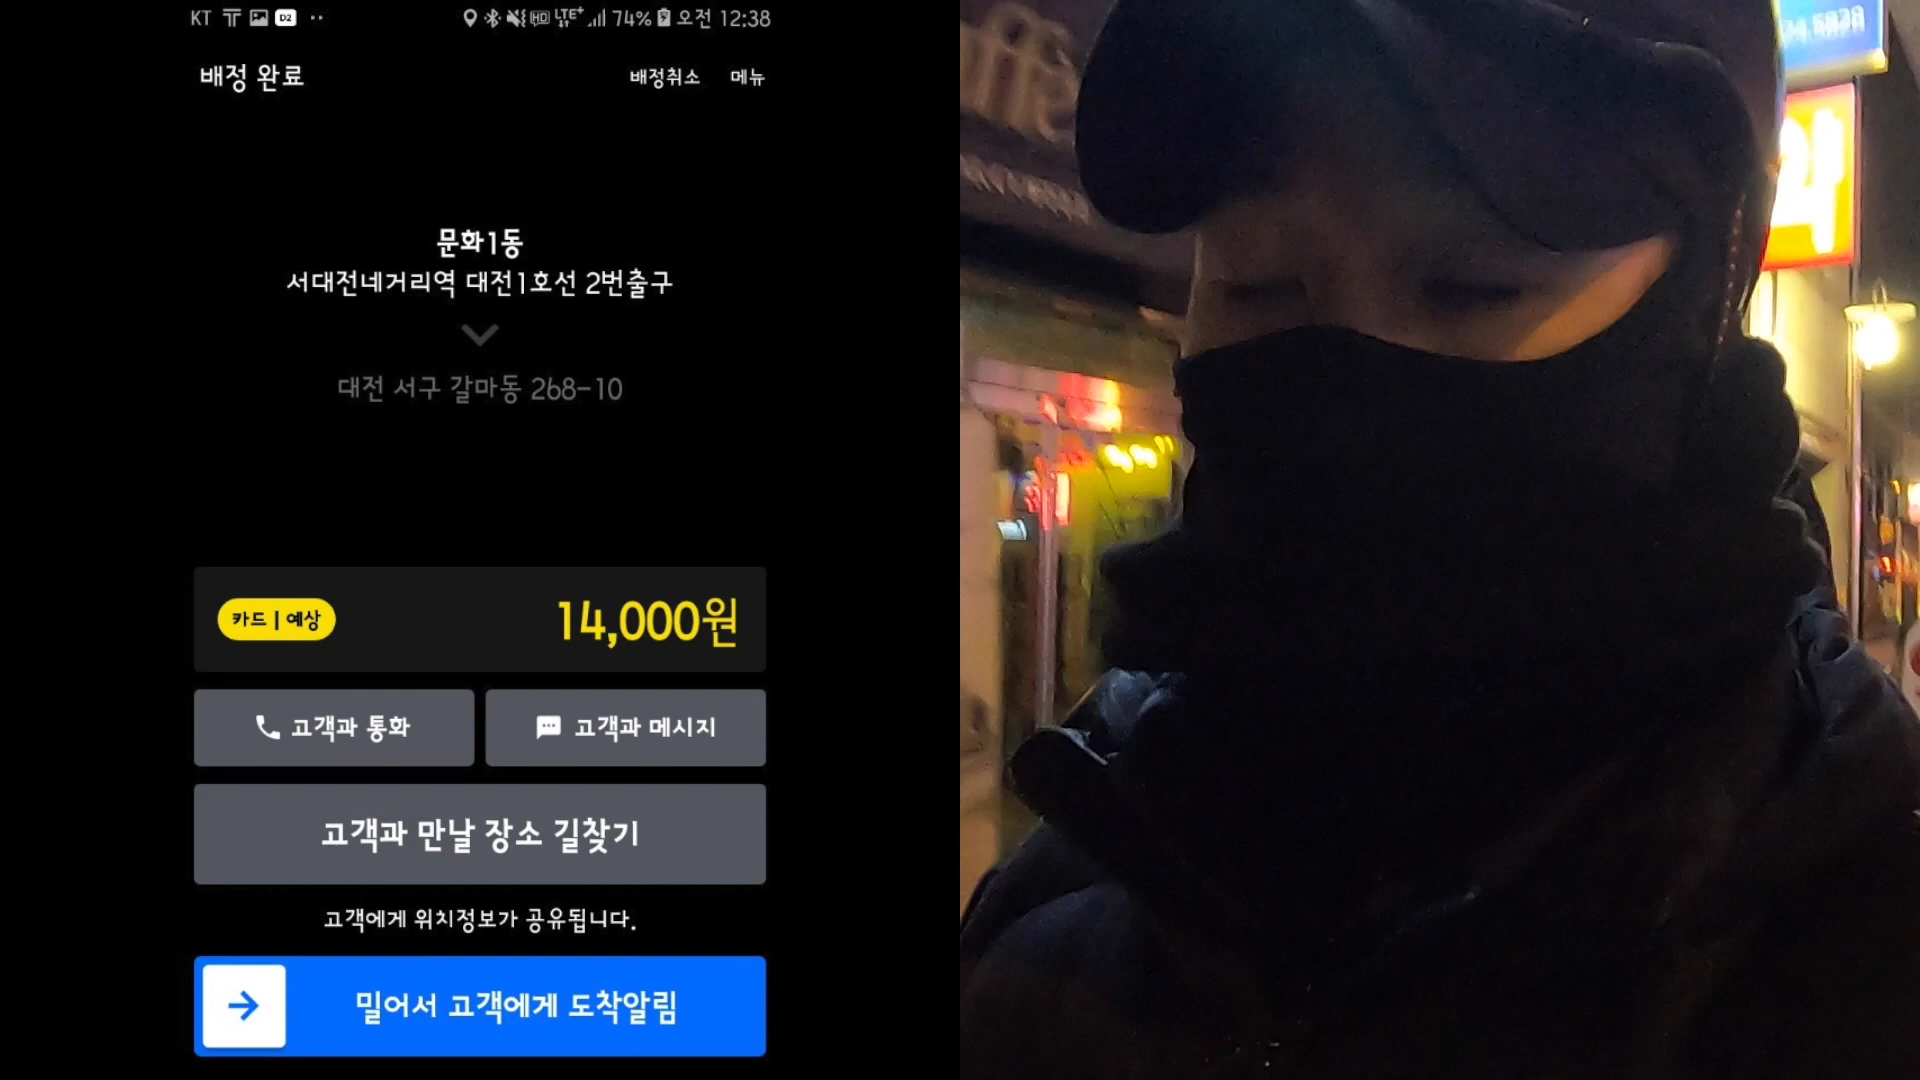 KT D2 HD LTE+ 74% 오전 12:38
배정 완료 배정취소 메뉴
문화1동
서대전네거리역 대전1호선 2번출구
대전 서구 갈마동 268-10
카드 | 예상 14,000원
고객과 통화 고객과 메시지
고객과 만날 장소 길찾기
고객에게 위치정보가 공유됩니다.
밀어서 고객에게 도착알림